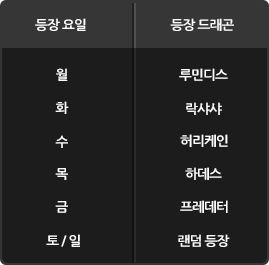 등장 요일 등장 드래곤
월 루민디스
화 락샤샤
수 허리케인
목 하데스
금 프레데터
토 / 일 랜덤 등장